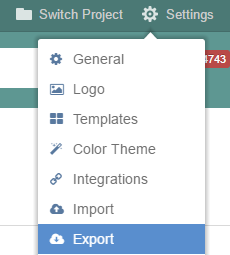 Switch Project Settings
4743
General
Logo
Templates
Color Theme
Integrations
Import
Export